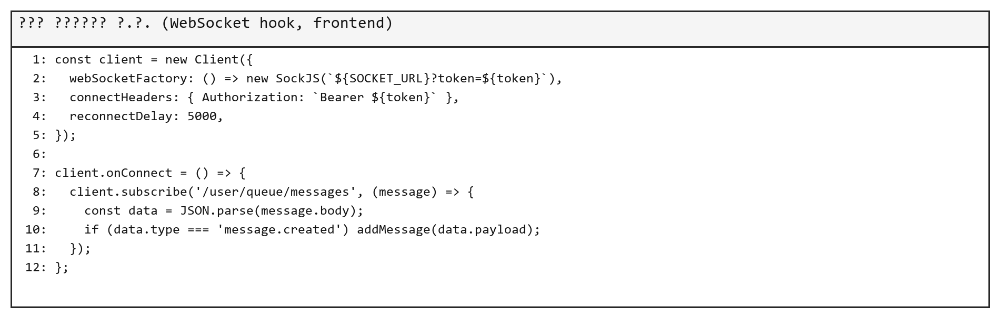 ??? ?????? ?.?. (WebSocket hook, frontend)
1: const client = new Client({
2:   webSocketFactory: () => new SockJS(`${SOCKET_URL}?token=${token}`),
3:   connectHeaders: { Authorization: `Bearer ${token}` },
4:   reconnectDelay: 5000,
5: });
6:
7: client.onConnect = () => {
8:   client.subscribe('/user/queue/messages', (message) => {
9:     const data = JSON.parse(message.body);
10:     if (data.type === 'message.created') addMessage(data.payload);
11:   });
12: };